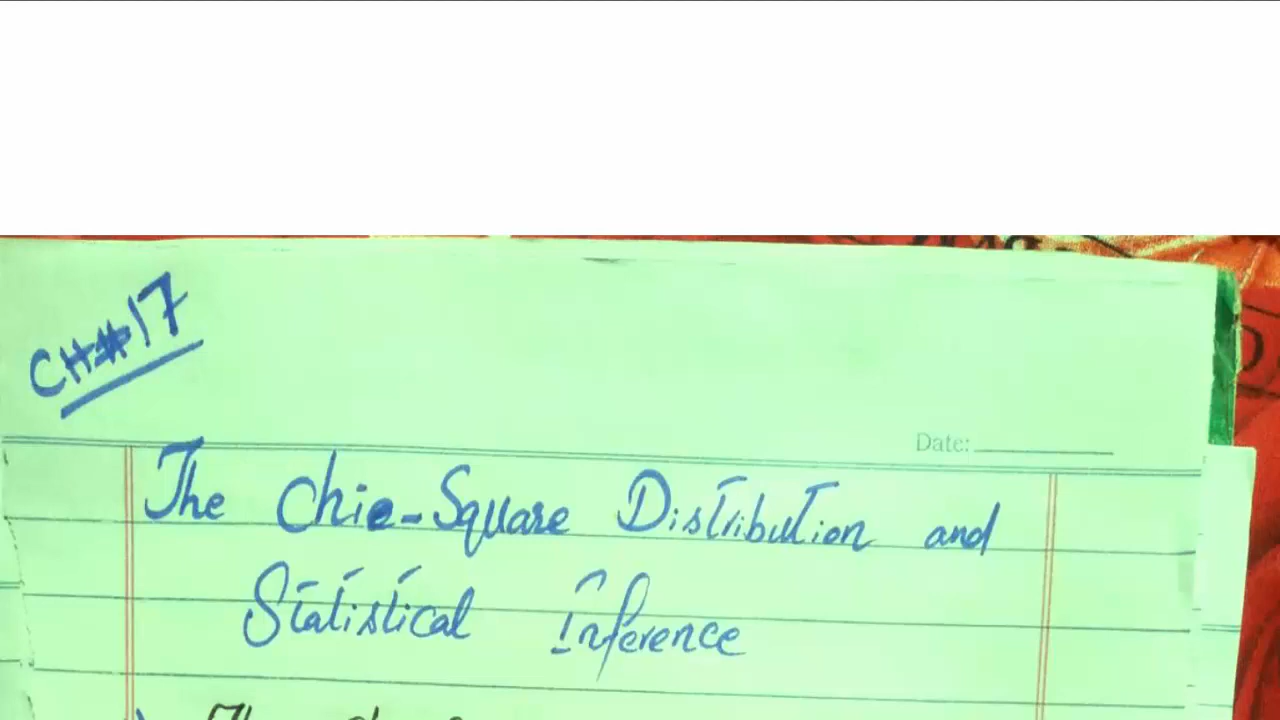 CH#17
Date:
The Chie-Square Distribution and
Statistical Inference